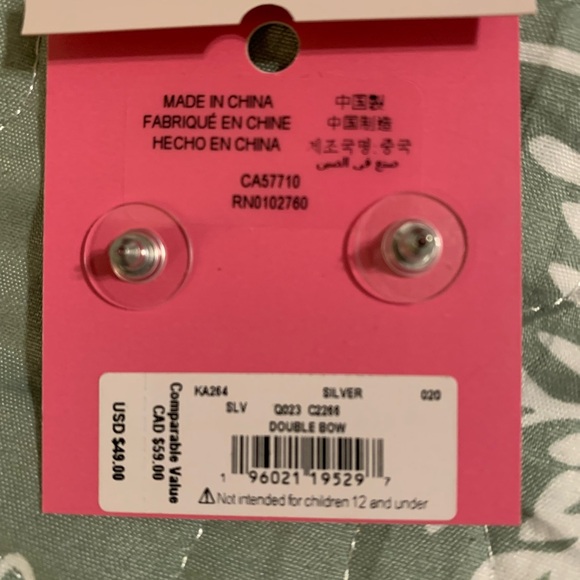 MADE IN CHINA
FABRIQUÉ EN CHINE
HECHO EN CHINA
中国製
中国制造
제조국명:중국
صنع في الصين
CA57710
RN0102760
KA264 SILVER 020
SLV Q023 C2266
DOUBLE BOW
1 96021 19529 7
⚠Not intended for children 12 and under
Comparable Value
CAD $59.00
USD $49.00